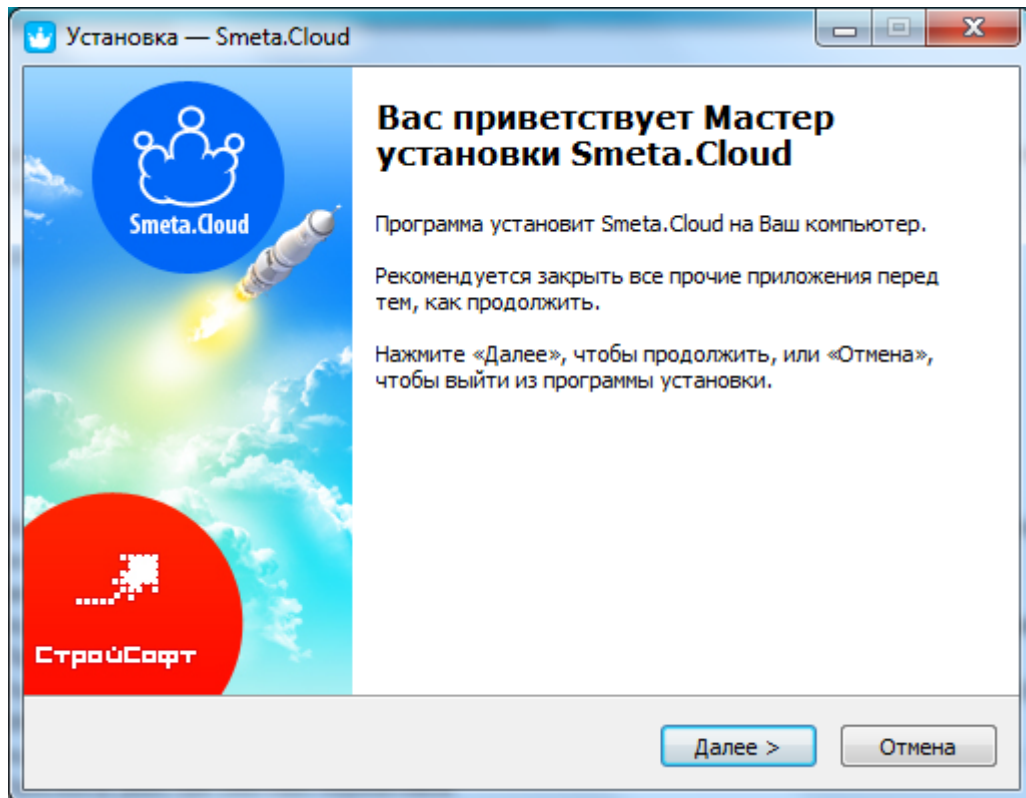 Установка — Smeta.Cloud
Smeta.Cloud
Вас приветствует Мастер
установки Smeta.Cloud
Программа установит Smeta.Cloud на Ваш компьютер.
Рекомендуется закрыть все прочие приложения перед
тем, как продолжить.
Нажмите «Далее», чтобы продолжить, или «Отмена»,
чтобы выйти из программы установки.
СтройСофт
Далее >
Отмена